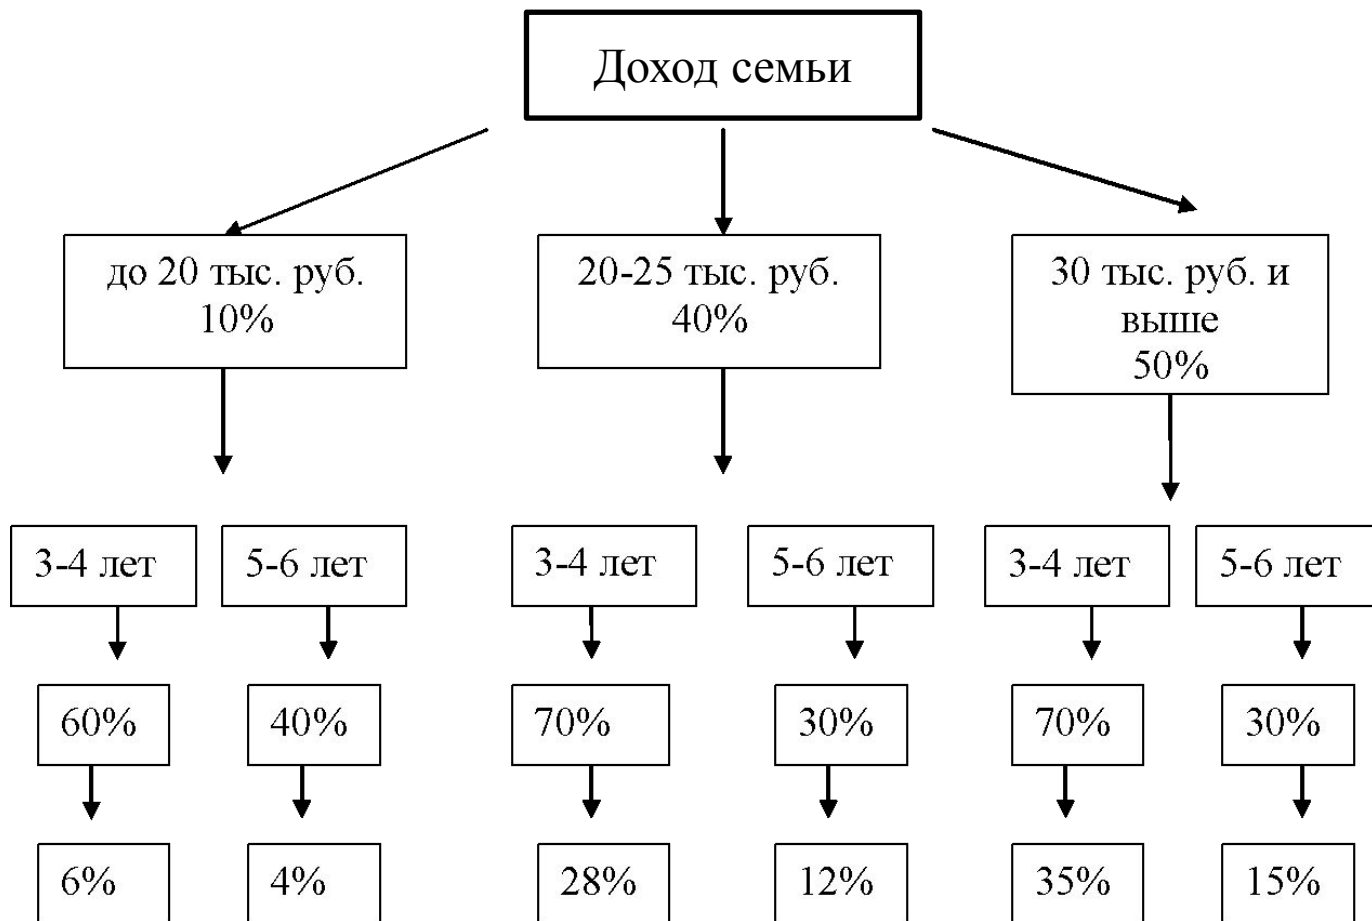 Доход семьи
до 20 тыс. руб.
10%
20-25 тыс. руб.
40%
30 тыс. руб. и
выше
50%
3-4 лет
5-6 лет
3-4 лет
5-6 лет
3-4 лет
5-6 лет
60%
40%
70%
30%
70%
30%
6%
4%
28%
12%
35%
15%